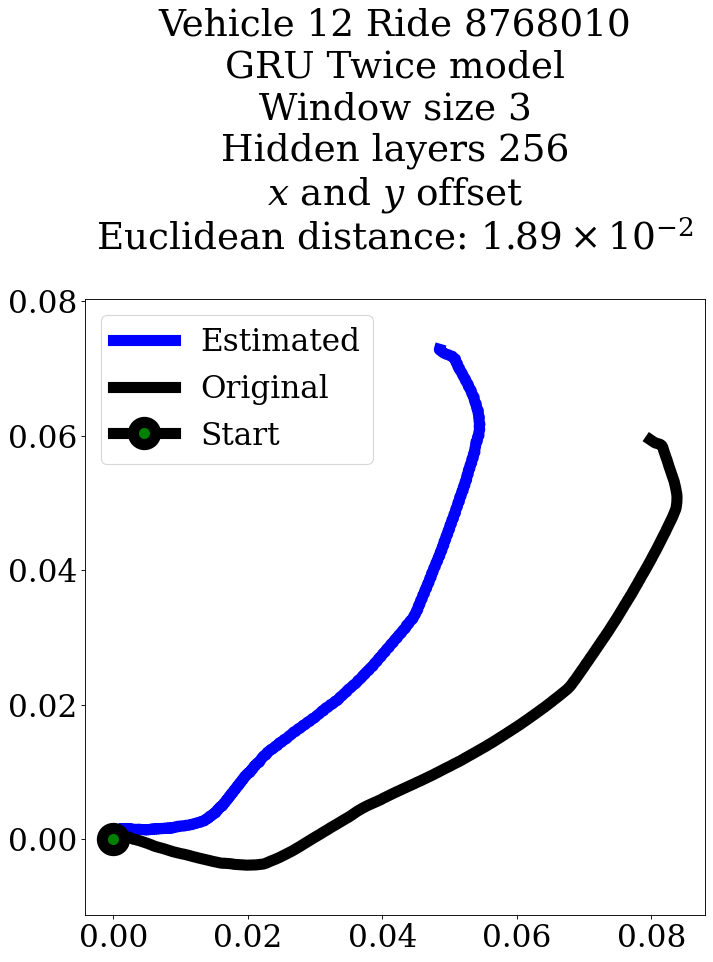 Vehicle 12 Ride 8768010
GRU Twice model
Window size 3
Hidden layers 256
x and y offset
Euclidean distance: 1.89 × 10⁻²
0.08
Estimated
Original
Start
0.06
0.04
0.02
0.00
0.00 0.02 0.04 0.06 0.08